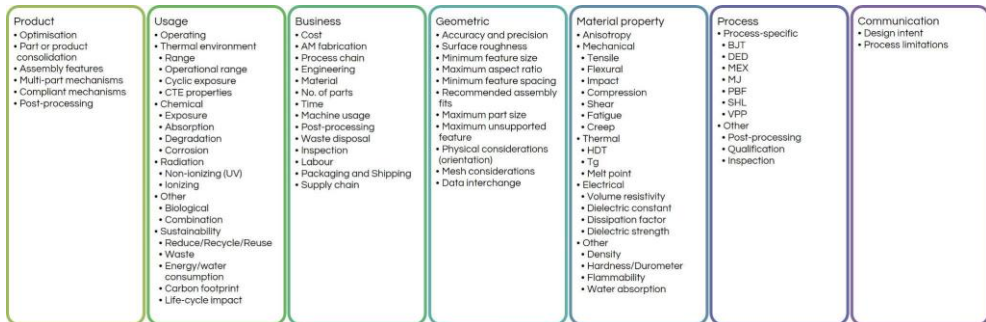 Product
• Optimisation
• Part or product
consolidation
• Assembly features
• Multi-part mechanisms
• Compliant mechanisms
• Post-processing
Usage
• Operating
• Thermal environment
• Range
• Operational range
• Cyclic exposure
• CTE properties
• Chemical
• Exposure
• Absorption
• Degradation
• Corrosion
• Radiation
• Non-ionizing (UV)
• Ionizing
• Other
• Biological
• Combination
• Sustainability
• Reduce/Recycle/Reuse
• Waste
• Energy/water
consumption
• Carbon footprint
• Life-cycle impact
Business
• Cost
• AM fabrication
• Process chain
• Engineering
• Material
• No. of parts
• Time
• Machine usage
• Post-processing
• Waste disposal
• Inspection
• Labour
• Packaging and Shipping
• Supply chain
Geometric
• Accuracy and precision
• Surface roughness
• Minimum feature size
• Maximum aspect ratio
• Minimum feature spacing
• Recommended assembly
fits
• Maximum part size
• Maximum unsupported
feature
• Physical considerations
(orientation)
• Mesh considerations
• Data interchange
Material property
• Anisotropy
• Mechanical
• Tensile
• Flexural
• Impact
• Compression
• Shear
• Fatigue
• Creep
• Thermal
• HDT
• Tg
• Melt point
• Electrical
• Volume resistivity
• Dielectric constant
• Dissipation factor
• Dielectric strength
• Other
• Density
• Hardness/Durometer
• Flammability
• Water absorption
Process
• Process-specific
• BJT
• DED
• MEX
• MJ
• PBF
• SHL
• VPP
• Other
• Post-processing
• Qualification
• Inspection
Communication
• Design intent
• Process limitations